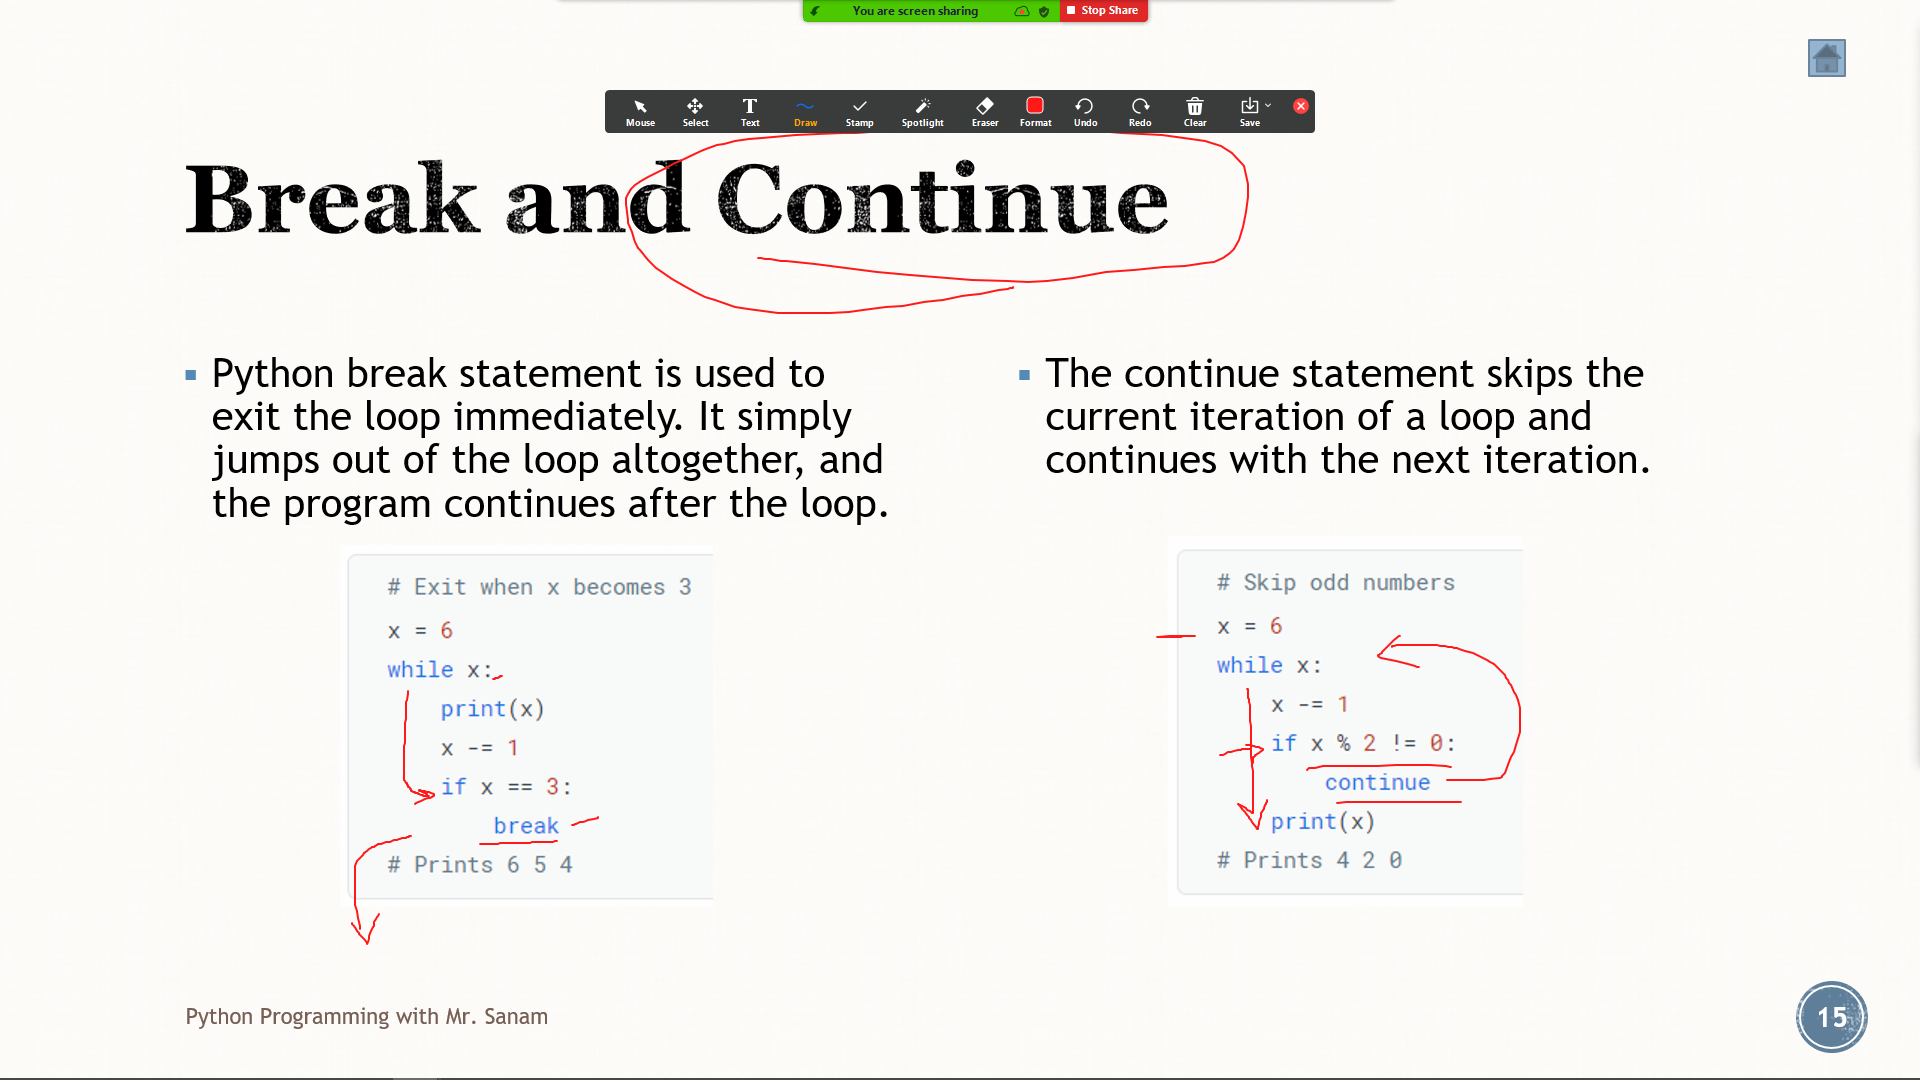 You are screen sharing
Stop Share
Mouse Select Text Draw Stamp Spotlight Eraser Format Undo Redo Clear Save
Break and Continue
Python break statement is used to
exit the loop immediately. It simply
jumps out of the loop altogether, and
the program continues after the loop.
# Exit when x becomes 3
x = 6
while x:
    print(x)
    x -= 1
    if x == 3:
        break
# Prints 6 5 4
The continue statement skips the
current iteration of a loop and
continues with the next iteration.
# Skip odd numbers
x = 6
while x:
    x -= 1
    if x % 2 != 0:
        continue
    print(x)
# Prints 4 2 0
Python Programming with Mr. Sanam
15